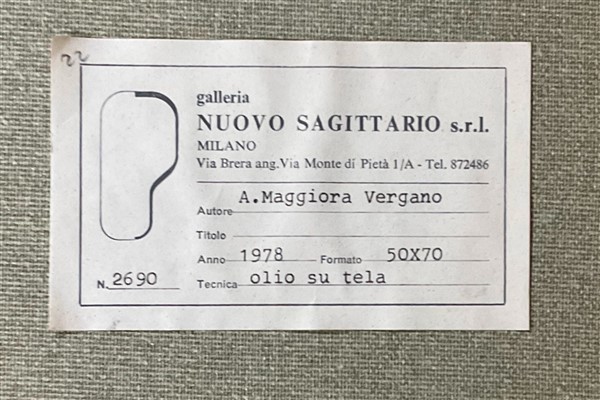 22
galleria
NUOVO SAGITTARIO s.r.l.
MILANO
Via Brera ang. Via Monte di Pietà 1/A - Tel. 872486
Autore A.Maggiora Vergano
Titolo
Anno 1978 Formato 50X70
N. 2690 Tecnica olio su tela